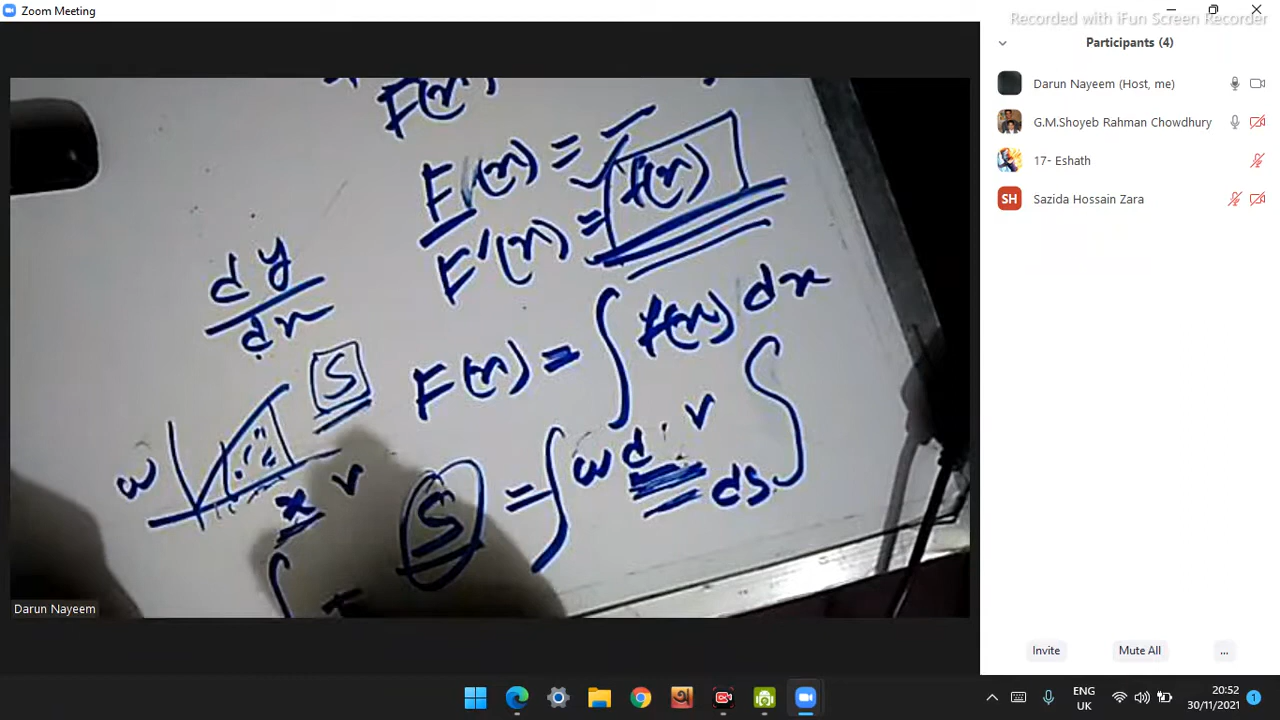 Zoom Meeting
Recorded with iFun Screen Recorder
Participants (4)
Darun Nayeem (Host, me)
G.M.Shoyeb Rahman Chowdhury
17- Eshath
SH Sazida Hossain Zara
F(x)
F'(x) =
F'(x) = f(x)
dy
dx
F(x) = ∫ f(x) dx
S
ω
x v
S = ∫ ω d v
ds ∫
∫
Darun Nayeem
Invite
Mute All
...
ENG
UK
20:52
30/11/2021
1